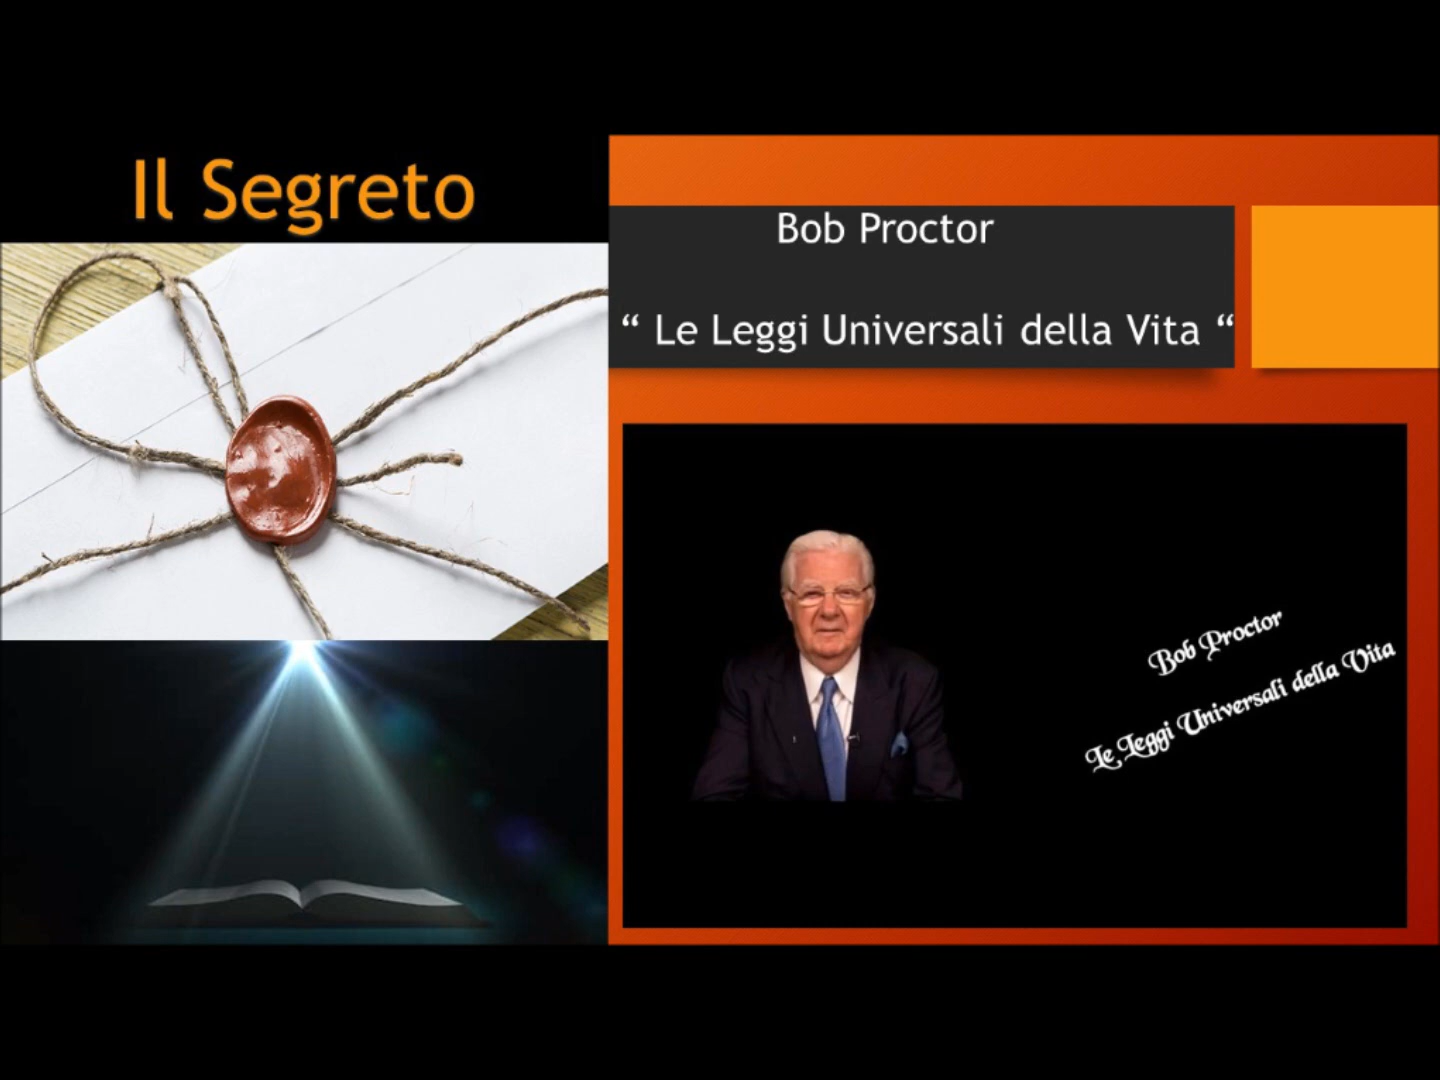 Il Segreto
Bob Proctor
“ Le Leggi Universali della Vita “
Bob Proctor
Le Leggi Universali della Vita